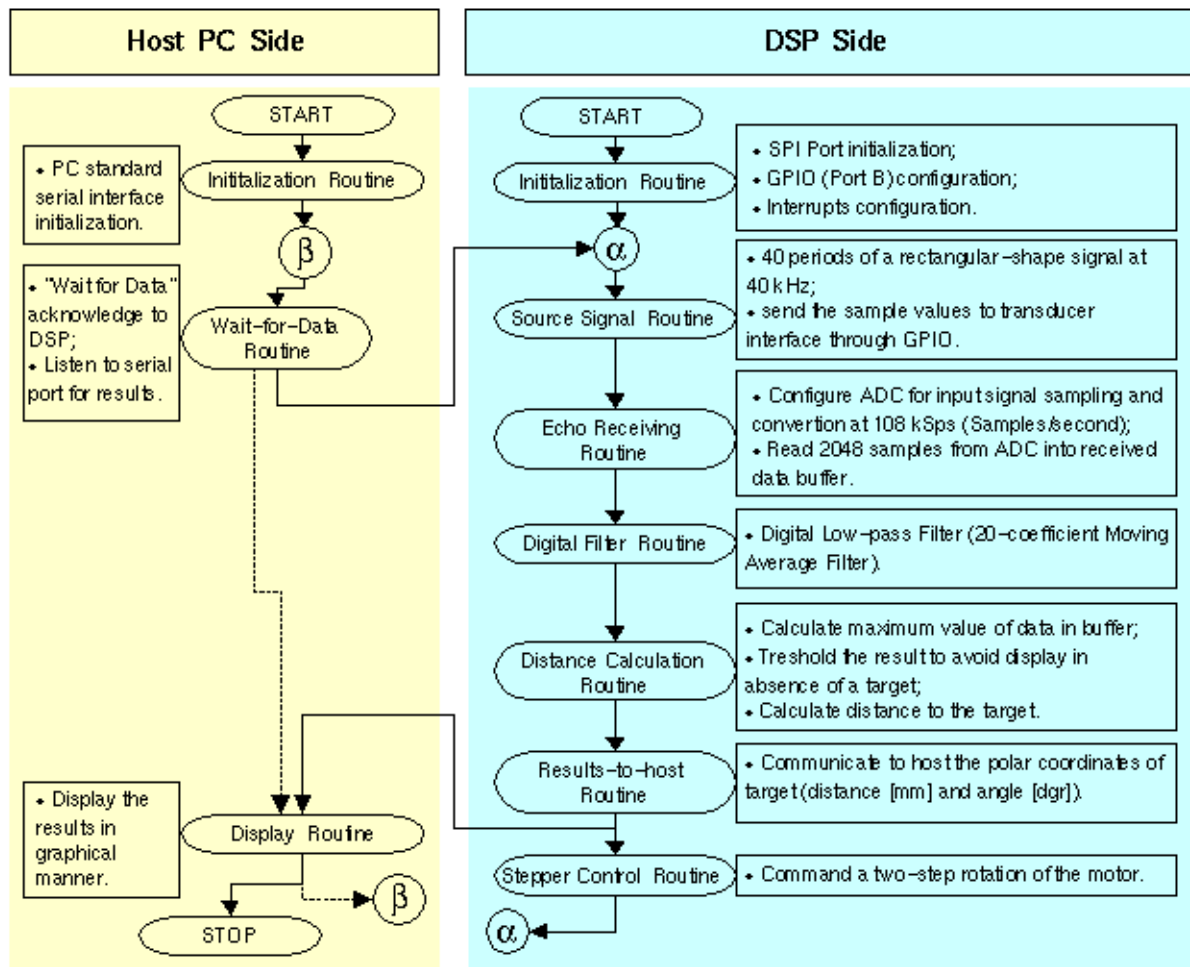 Host PC Side
DSP Side
START
• PC standard
serial interface
initialization.
Inititalization Routine
β
• "Wait for Data"
acknowledge to
DSP;
• Listen to serial
port for results.
Wait-for-Data
Routine
• Display the
results in
graphical
manner.
Display Routine
β
STOP
START
Inititalization Routine
• SPI Port initialization;
• GPIO (Port B) configuration;
• Interrupts configuration.
α
Source Signal Routine
• 40 periods of a rectangular-shape signal at
40 kHz;
• send the sample values to transducer
interface through GPIO.
Echo Receiving
Routine
• Configure ADC for input signal sampling and
convertion at 108 kSps (Samples/second);
• Read 2048 samples from ADC into received
data buffer.
Digital Filter Routine
• Digital Low-pass Filter (20-coefficient Moving
Average Filter).
Distance Calculation
Routine
• Calculate maximum value of data in buffer;
• Treshold the result to avoid display in
absence of a target;
• Calculate distance to the target.
Results-to-host
Routine
• Communicate to host the polar coordinates of
target (distance [mm] and angle [dgr]).
Stepper Control Routine
• Command a two-step rotation of the motor.
α